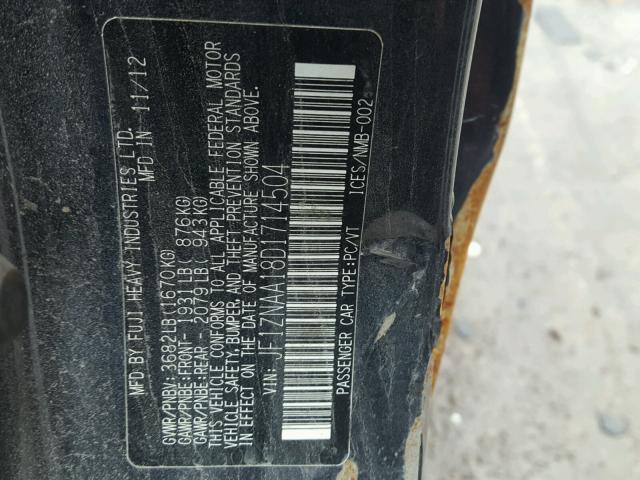 MFD BY FUJI HEAVY INDUSTRIES LTD.
MFD IN 11/12
GVWR/PNBV: 3682LB(1670KG)
GAWR/PNBE:FRONT- 1931LB( 876KG)
GAWR/PNBE:REAR - 2079LB( 943KG)
THIS VEHICLE CONFORMS TO ALL APPLICABLE FEDERAL MOTOR
VEHICLE SAFETY, BUMPER, AND THEFT PREVENTION STANDARDS
IN EFFECT ON THE DATE OF MANUFACTURE SHOWN ABOVE.
VIN: JF1ZNAA18D1714504
PASSENGER CAR TYPE:PC/VT ICES/NMB-002